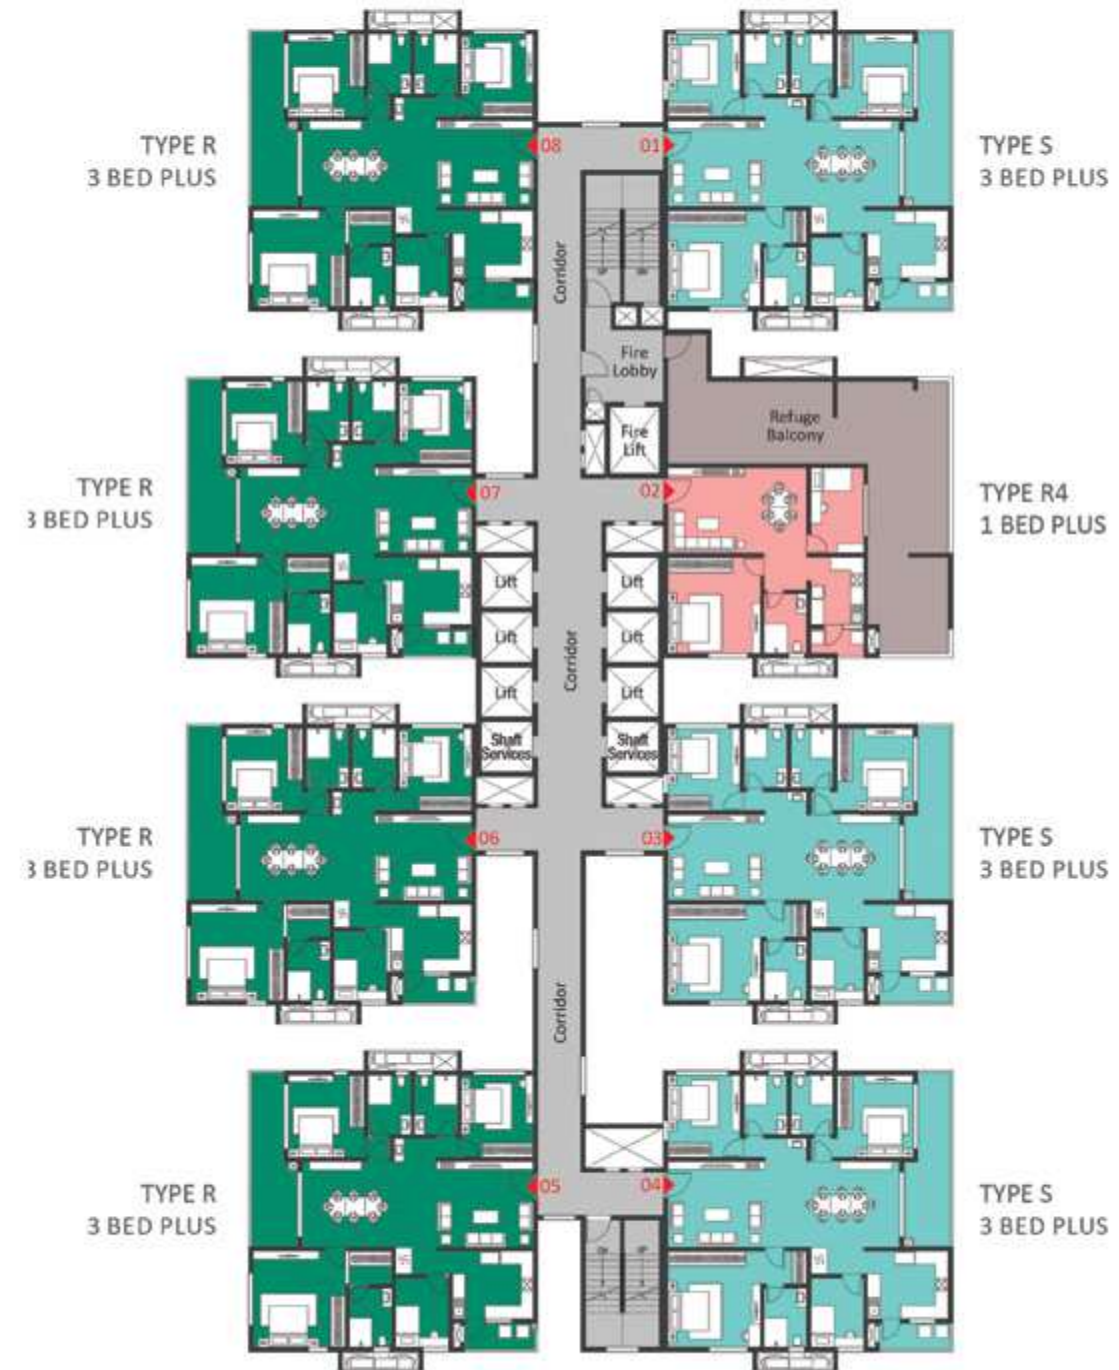 TYPE R
3 BED PLUS
08
01
TYPE S
3 BED PLUS
Corridor
Fire
Lobby
Fire
Lift
Refuge
Balcony
TYPE R
3 BED PLUS
07
02
TYPE R4
1 BED PLUS
Lift
Lift
Lift
Lift
Corridor
Lift
Lift
Shaft
Services
Shaft
Services
TYPE R
3 BED PLUS
06
03
TYPE S
3 BED PLUS
Corridor
TYPE R
3 BED PLUS
05
04
TYPE S
3 BED PLUS